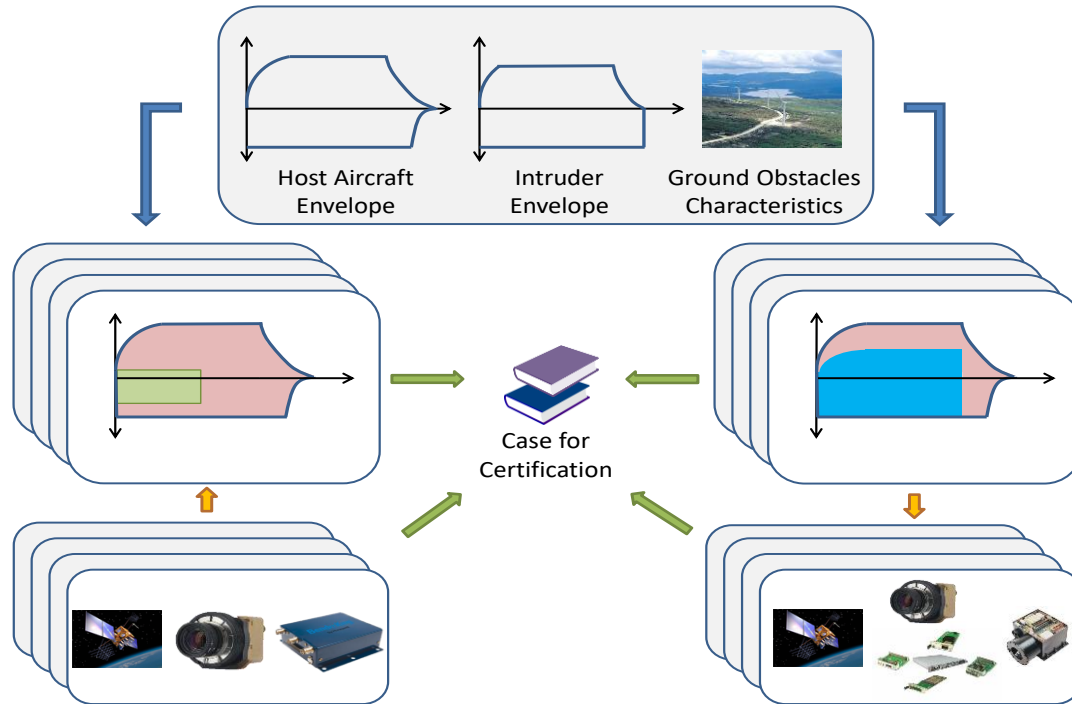 Host Aircraft
Envelope
Intruder
Envelope
Ground Obstacles
Characteristics
Case for
Certification